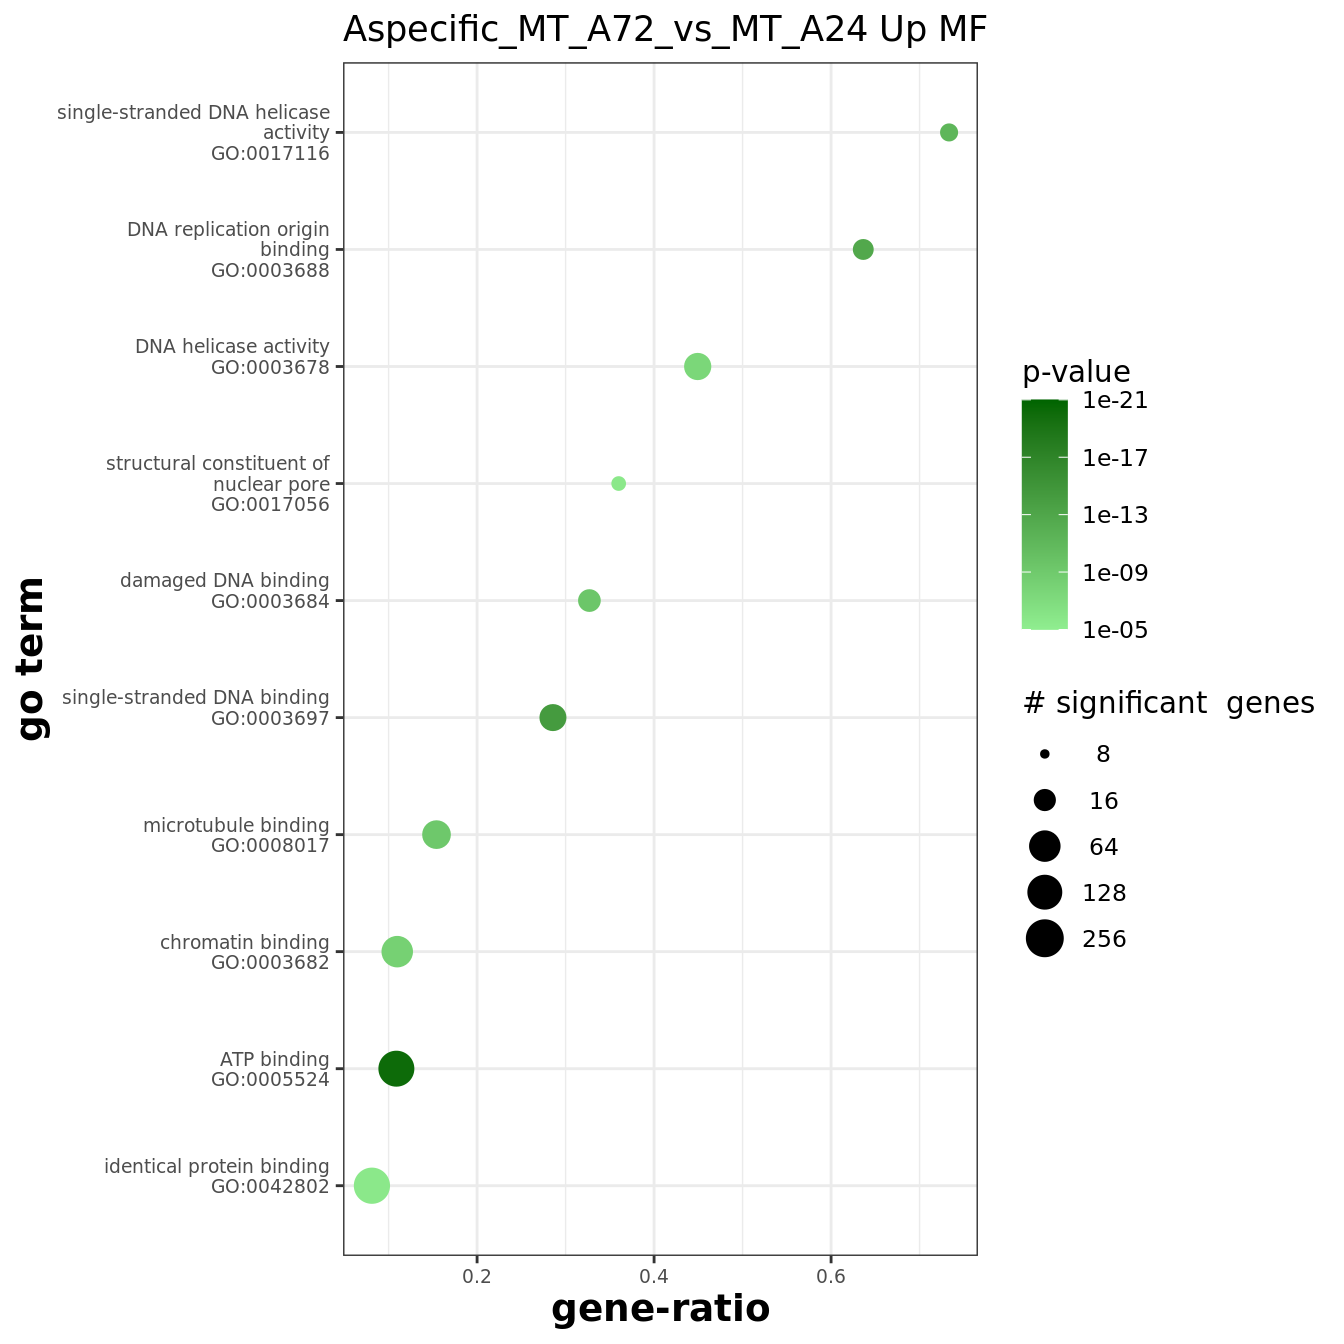 Aspecific_MT_A72_vs_MT_A24 Up MF
single-stranded DNA helicase
activity
GO:0017116
DNA replication origin
binding
GO:0003688
DNA helicase activity
GO:0003678
structural constituent of
nuclear pore
GO:0017056
damaged DNA binding
GO:0003684
single-stranded DNA binding
GO:0003697
microtubule binding
GO:0008017
chromatin binding
GO:0003682
ATP binding
GO:0005524
identical protein binding
GO:0042802
go term
0.2
0.4
0.6
gene-ratio
p-value
1e-21
1e-17
1e-13
1e-09
1e-05
# significant  genes
8
16
64
128
256